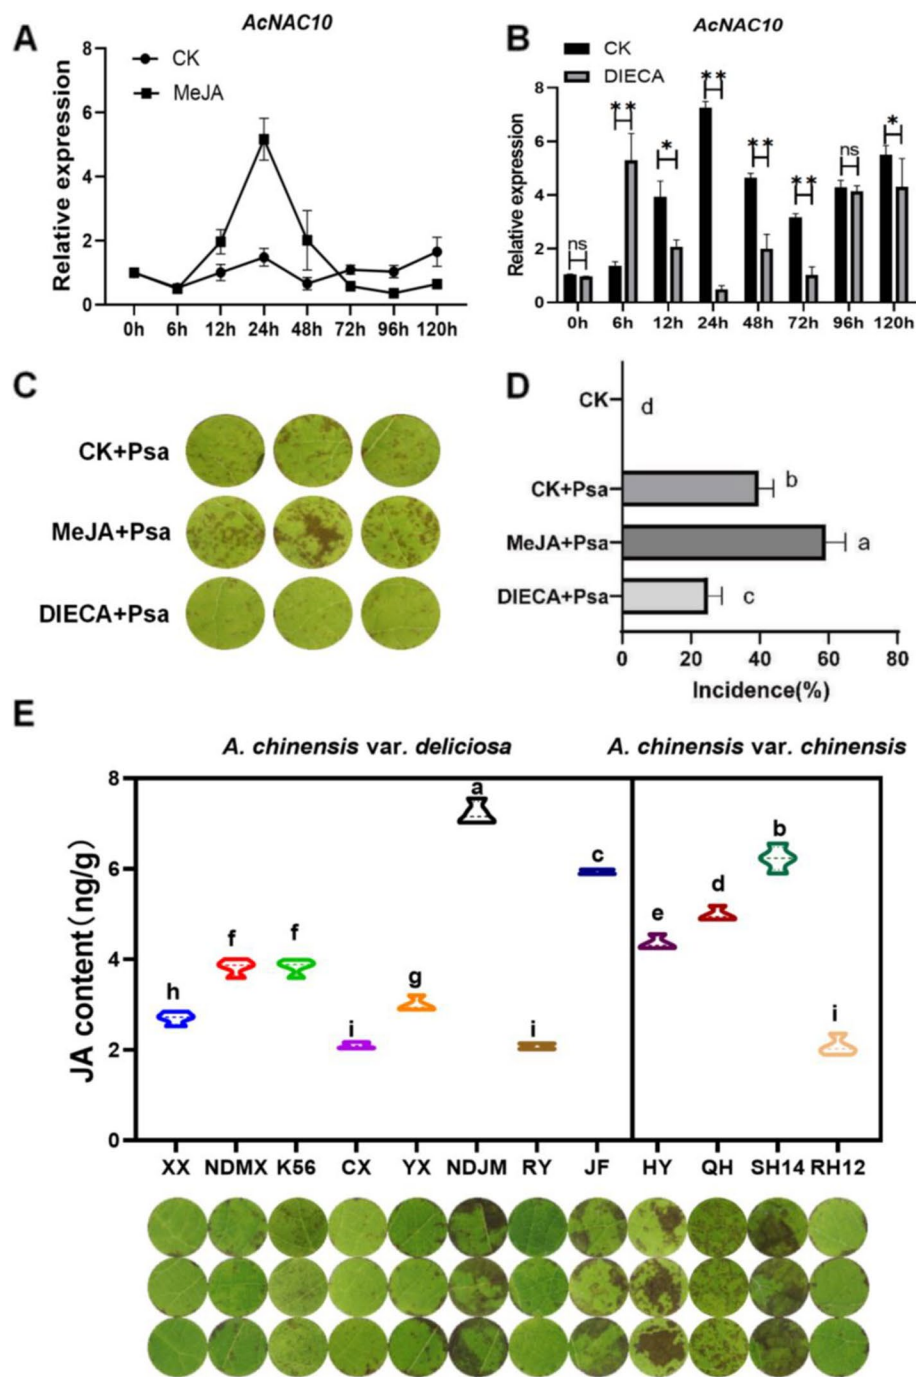 A
AcNAC10
CK
MeJA
Relative expression
8
6
4
2
0
0h 6h 12h 24h 48h 72h 96h 120h
B
AcNAC10
CK
DIECA
Relative expression
8
6
4
2
0
ns ** * ** ** ** ns *
0h 6h 12h 24h 48h 72h 96h 120h
C
CK+Psa
MeJA+Psa
DIECA+Psa
D
CK d
CK+Psa b
MeJA+Psa a
DIECA+Psa c
0 20 40 60 80
Incidence(%)
E
A. chinensis var. deliciosa A. chinensis var. chinensis
JA content(ng/g)
8
6
4
2
0
h f f i g a i c e d b i
XX NDMX K56 CX YX NDJM RY JF HY QH SH14 RH12